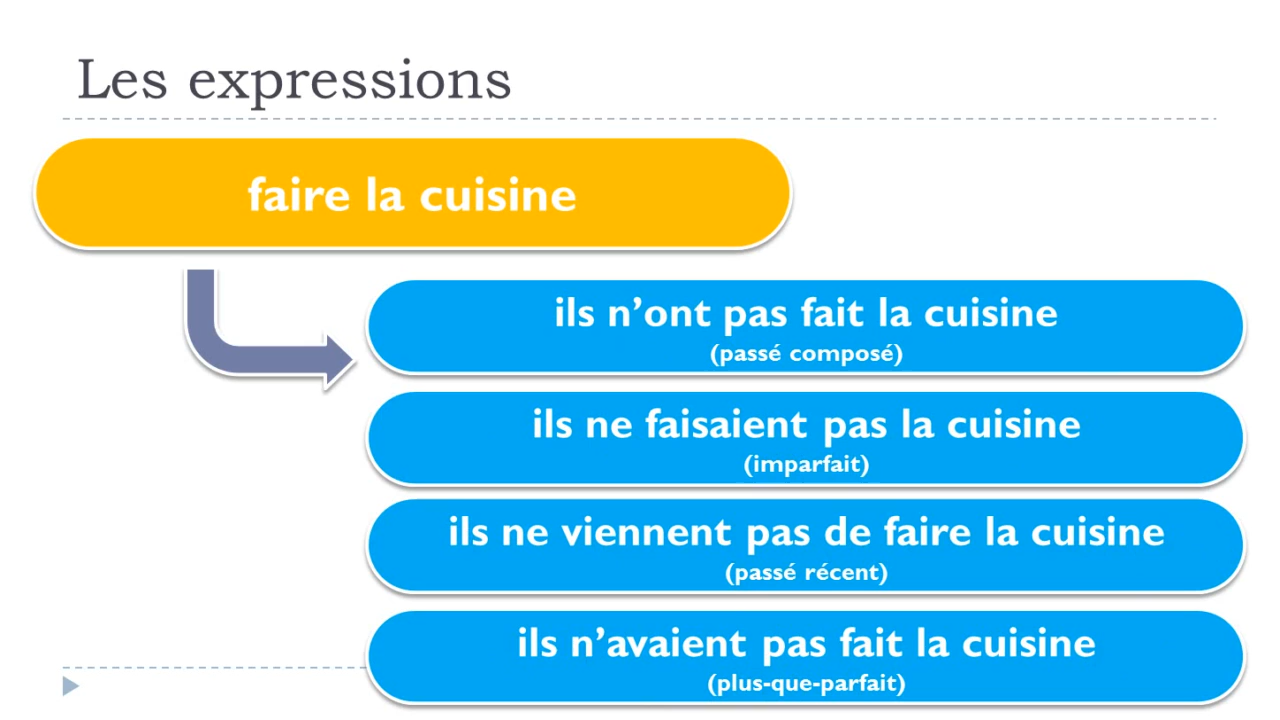 Les expressions
faire la cuisine
ils n’ont pas fait la cuisine
(passé composé)
ils ne faisaient pas la cuisine
(imparfait)
ils ne viennent pas de faire la cuisine
(passé récent)
ils n’avaient pas fait la cuisine
(plus-que-parfait)